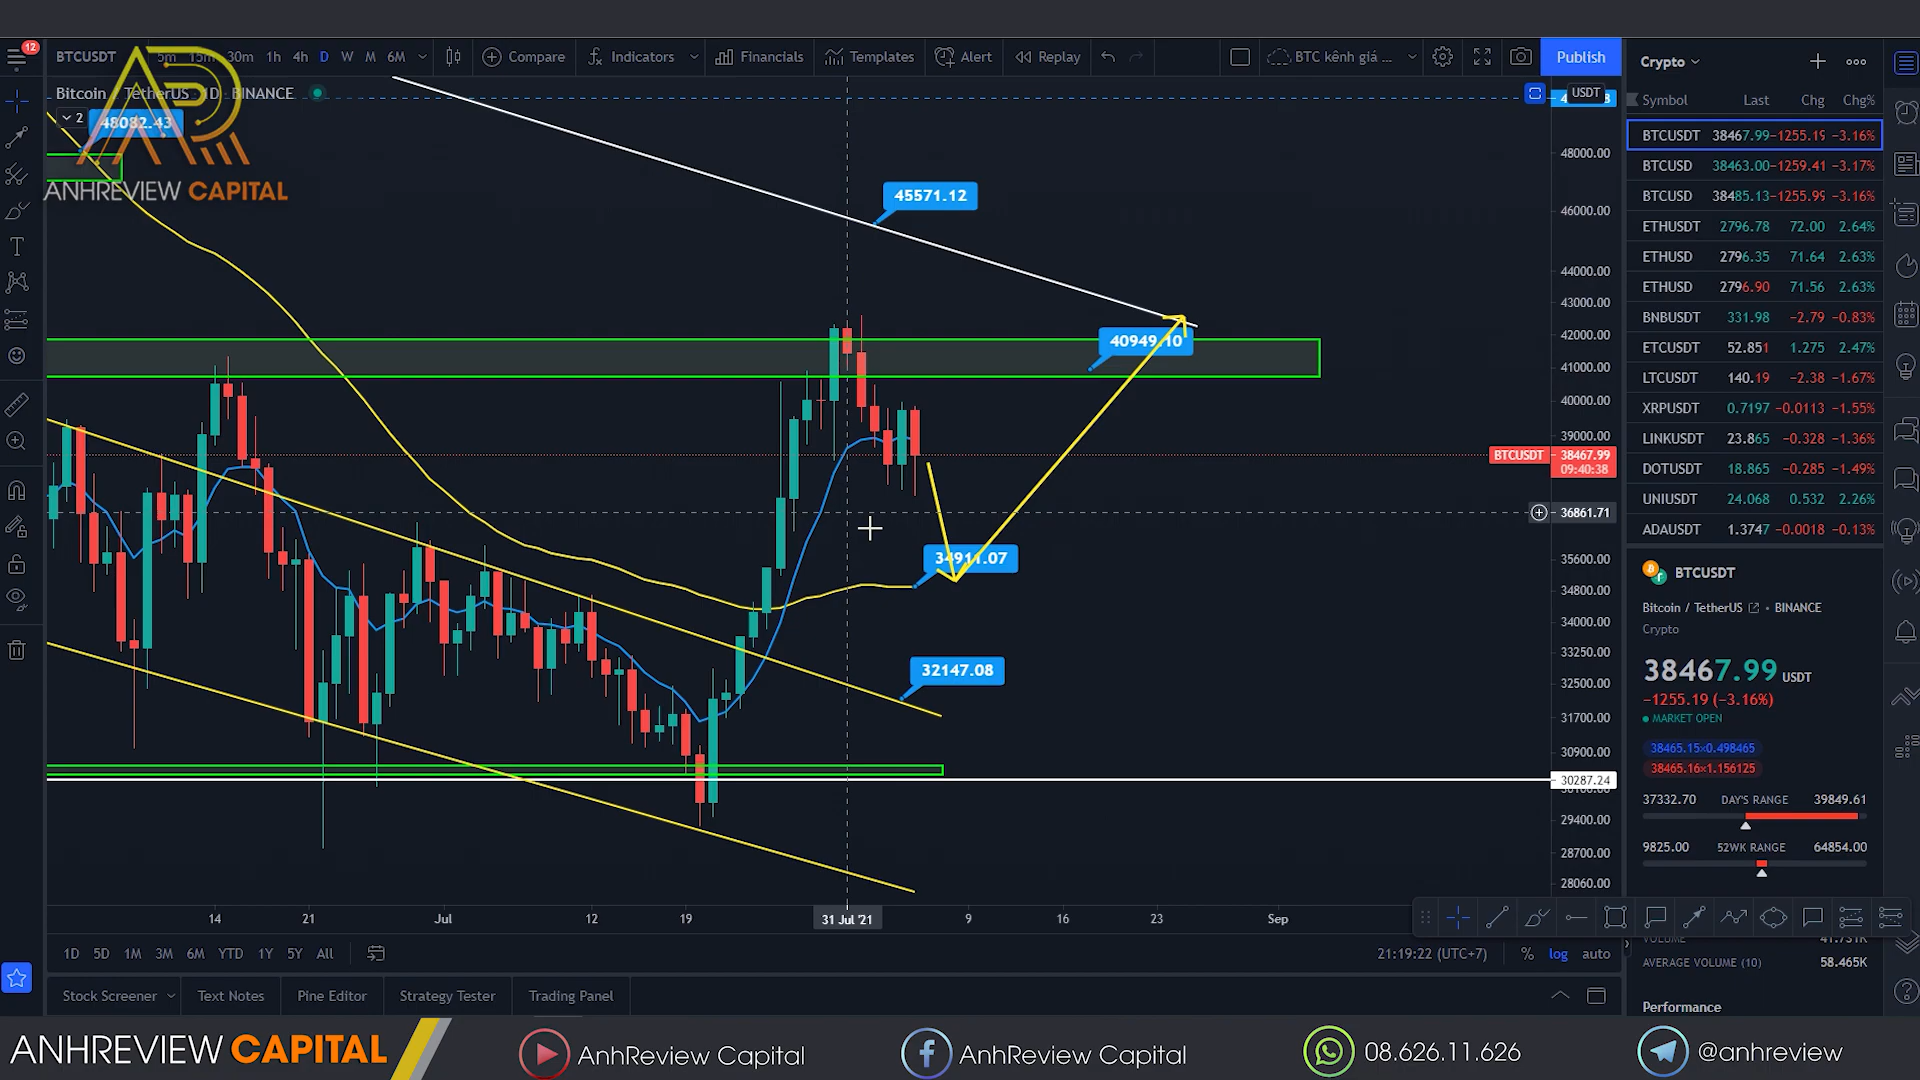 12
BTCUSDT 5m 15m 30m 1h 4h D W M 6M Compare Indicators Financials Templates Alert Replay BTC kênh giá ... Publish
Bitcoin / TetherUS 1D BINANCE
2
48082.43
ANHREVIEW CAPITAL
45571.12
40949.10
34911.07
32147.08
USDT
48000.00
46000.00
44000.00
43000.00
42000.00
41000.00
40000.00
39000.00
BTCUSDT 38467.99
09:40:38
36861.71
35600.00
34800.00
34000.00
33250.00
32500.00
31700.00
30900.00
30287.24
29400.00
28700.00
28060.00
14 21 Jul 12 19 31 Jul '21 9 16 23 Sep
1D 5D 1M 3M 6M YTD 1Y 5Y All
21:19:22 (UTC+7) % log auto
Stock Screener Text Notes Pine Editor Strategy Tester Trading Panel
Crypto
Symbol Last Chg Chg%
BTCUSDT 38467.99 −1255.19 −3.16%
BTCUSD 38463.00 −1259.41 −3.17%
BTCUSD 38485.13 −1255.99 −3.16%
ETHUSDT 2796.78 72.00 2.64%
ETHUSD 2796.35 71.64 2.63%
ETHUSD 2796.90 71.56 2.63%
BNBUSDT 331.98 −2.79 −0.83%
ETCUSDT 52.851 1.275 2.47%
LTCUSDT 140.19 −2.38 −1.67%
XRPUSDT 0.7197 −0.0113 −1.55%
LINKUSDT 23.865 −0.328 −1.36%
DOTUSDT 18.865 −0.285 −1.49%
UNIUSDT 24.068 0.532 2.26%
ADAUSDT 1.3747 −0.0018 −0.13%
BTCUSDT
Bitcoin / TetherUS • BINANCE
Crypto
38467.99 USDT
−1255.19 (−3.16%)
MARKET OPEN
38465.15×0.498465
38465.16×1.156125
37332.70 DAY'S RANGE 39849.61
9825.00 52WK RANGE 64854.00
VOLUME 41.731K
AVERAGE VOLUME (10) 58.465K
Performance
ANHREVIEW CAPITAL
AnhReview Capital
AnhReview Capital
08.626.11.626
@anhreview